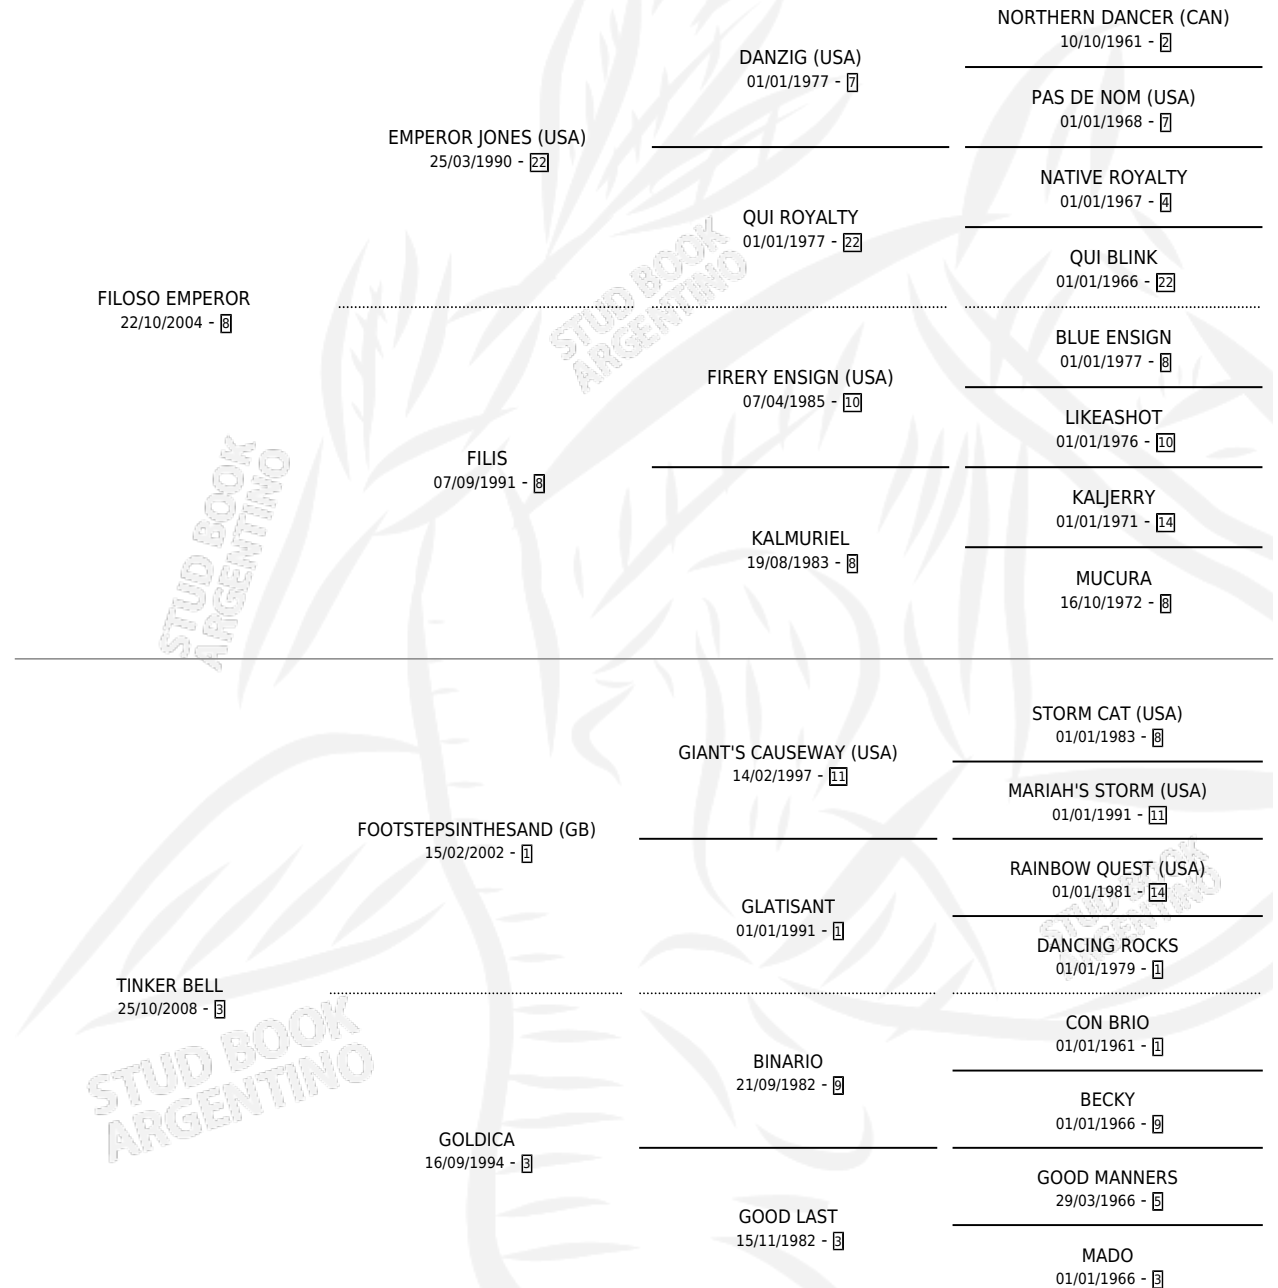 NORTHERN DANCER (CAN)
10/10/1961 - 2
DANZIG (USA)
01/01/1977 - 7
PAS DE NOM (USA)
01/01/1968 - 7
EMPEROR JONES (USA)
25/03/1990 - 22
NATIVE ROYALTY
01/01/1967 - 4
QUI ROYALTY
01/01/1977 - 22
QUI BLINK
01/01/1966 - 22
FILOSO EMPEROR
22/10/2004 - 8
STUD BOOK
ARGENTINO
BLUE ENSIGN
01/01/1977 - 8
FIRERY ENSIGN (USA)
07/04/1985 - 10
LIKEASHOT
01/01/1976 - 10
FILIS
07/09/1991 - 8
STUD BOOK
ARGENTINO
KALJERRY
01/01/1971 - 14
KALMURIEL
19/08/1983 - 8
MUCURA
16/10/1972 - 8
STORM CAT (USA)
01/01/1983 - 8
GIANT'S CAUSEWAY (USA)
14/02/1997 - 11
MARIAH'S STORM (USA)
01/01/1991 - 11
FOOTSTEPSINTHESAND (GB)
15/02/2002 - 1
RAINBOW QUEST (USA)
01/01/1981 - 14
STUD BOOK
ARGENTINO
GLATISANT
01/01/1991 - 1
DANCING ROCKS
01/01/1979 - 1
TINKER BELL
25/10/2008 - 3
STUD BOOK
ARGENTINO
CON BRIO
01/01/1961 - 1
BINARIO
21/09/1982 - 9
BECKY
01/01/1966 - 9
GOLDICA
16/09/1994 - 3
GOOD MANNERS
29/03/1966 - 5
GOOD LAST
15/11/1982 - 3
MADO
01/01/1966 - 3